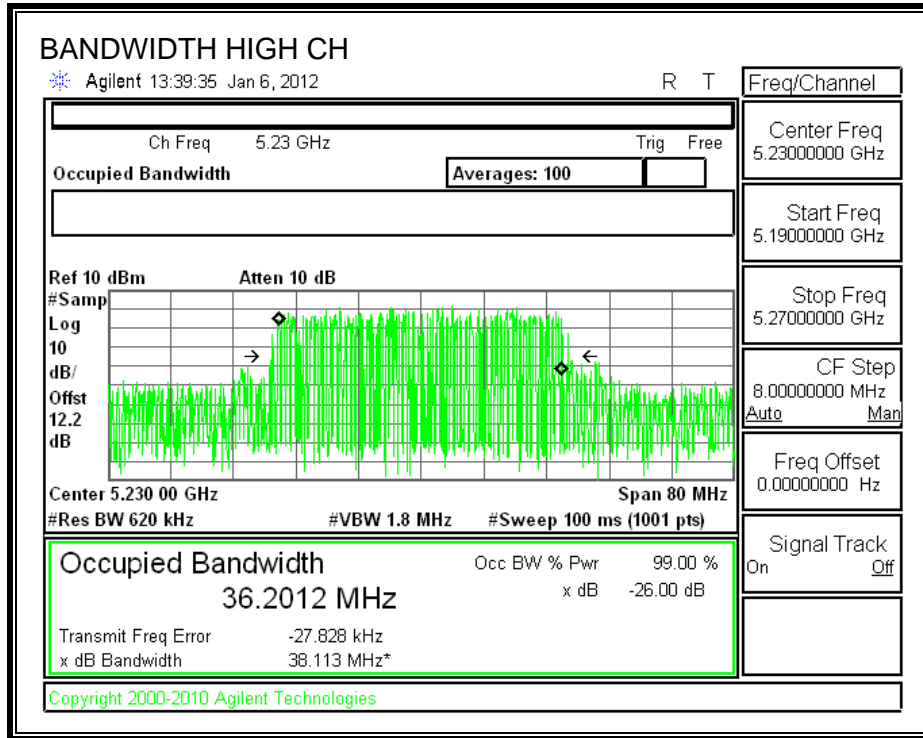 BANDWIDTH HIGH CH
Agilent 13:39:35 Jan 6, 2012 R T
Freq/Channel
Ch Freq 5.23 GHz Trig Free
Occupied Bandwidth Averages: 100
Center Freq
5.23000000 GHz
Start Freq
5.19000000 GHz
Stop Freq
5.27000000 GHz
CF Step
8.00000000 MHz
Auto Man
Freq Offset
0.00000000 Hz
Signal Track
On Off
Ref 10 dBm Atten 10 dB
#Samp
Log
10
dB/
Offst
12.2
dB
Center 5.230 00 GHz Span 80 MHz
#Res BW 620 kHz #VBW 1.8 MHz #Sweep 100 ms (1001 pts)
Occupied Bandwidth Occ BW % Pwr 99.00 %
36.2012 MHz x dB -26.00 dB
Transmit Freq Error -27.828 kHz
x dB Bandwidth 38.113 MHz*
Copyright 2000-2010 Agilent Technologies